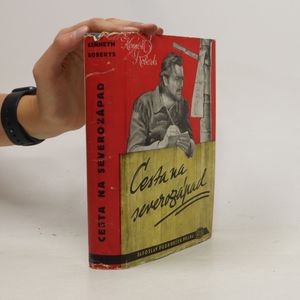 KENNETH
ROBERTS
CESTA NA SEVEROZÁPAD
Kenneth
Roberts
Cesta na
severozápad